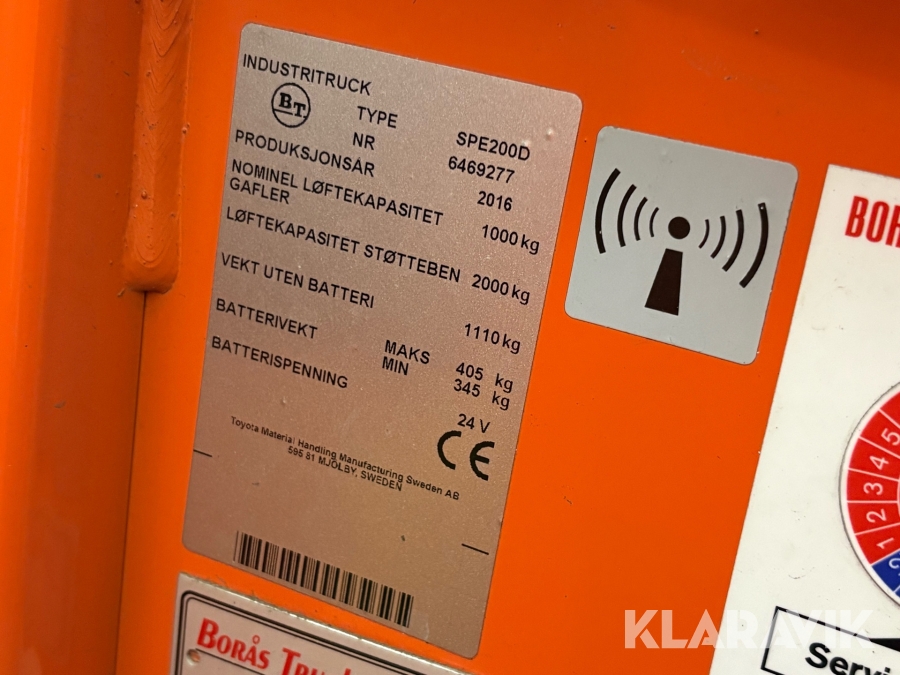 INDUSTRITRUCK
BT
TYPE SPE200D
NR 6469277
PRODUKSJONSÅR 2016
NOMINEL LØFTEKAPASITET
GAFLER 1000 kg
LØFTEKAPASITET STØTTEBEN 2000 kg
VEKT UTEN BATTERI 1110 kg
BATTERIVEKT MAKS 405 kg
MIN 345 kg
BATTERISPENNING 24 V
CE
Toyota Material Handling Manufacturing Sweden AB
595 81 MJÖLBY, SWEDEN
BORÅS
BOR
5
4
3
2
1
Servi
KLARAVIK